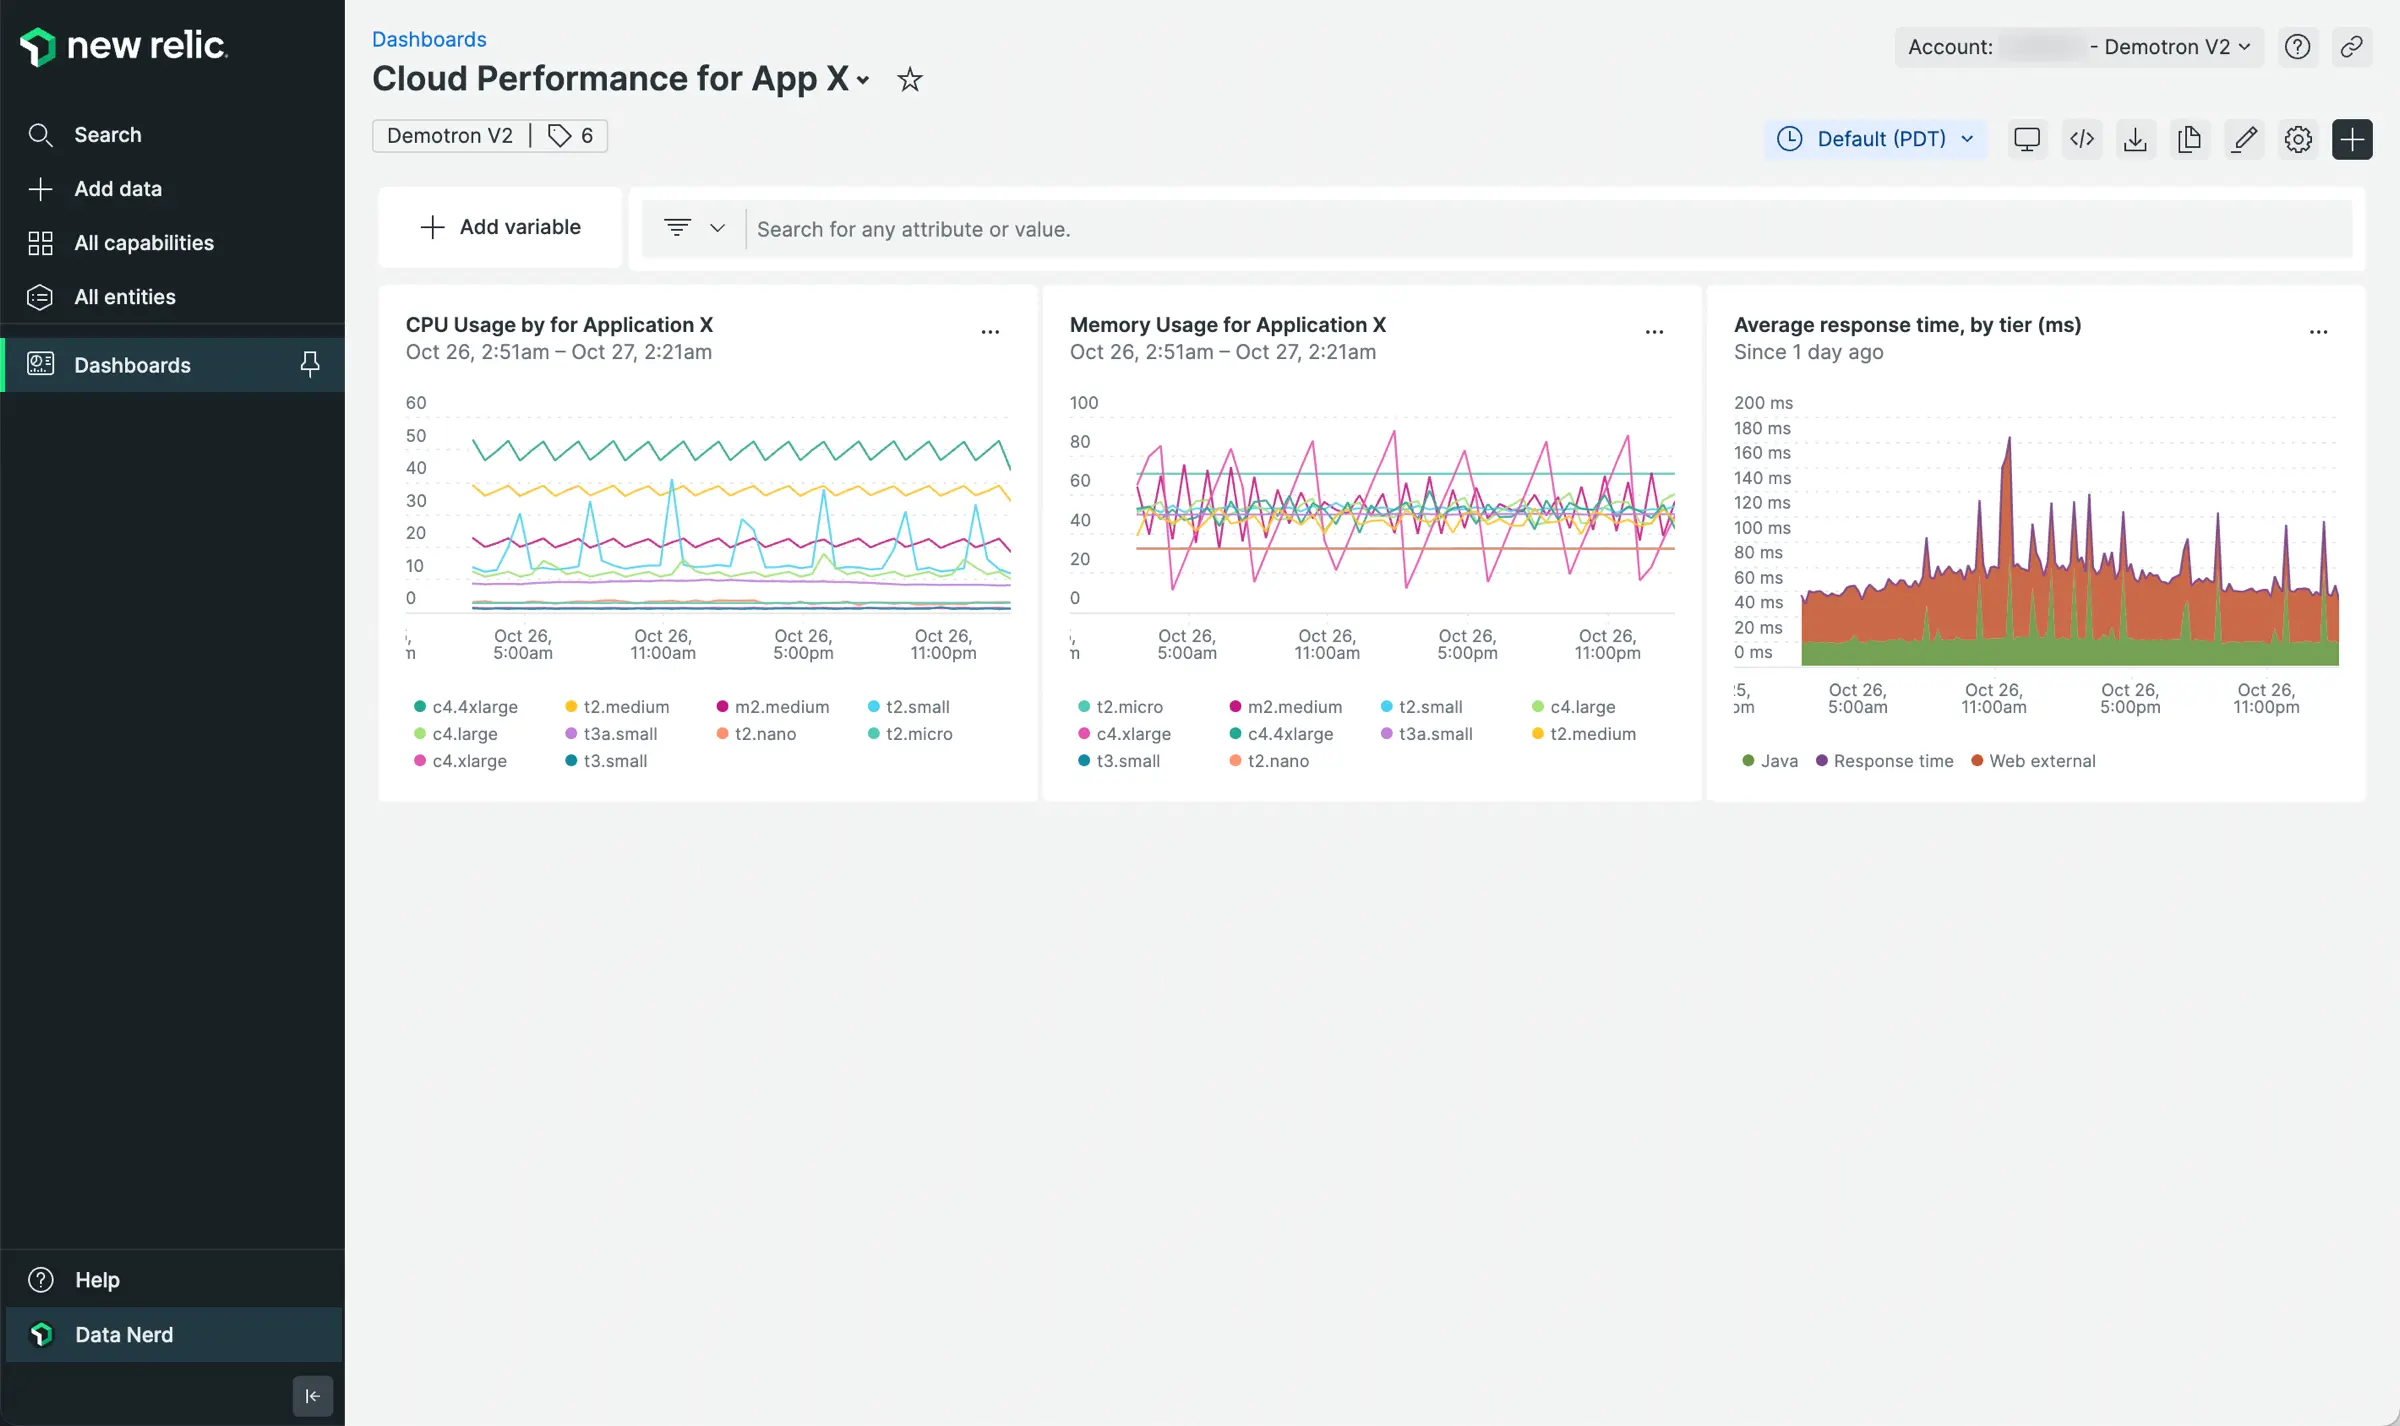 new relic.
Search
Add data
All capabilities
All entities
Dashboards
Help
Data Nerd
Dashboards
Cloud Performance for App X
Account: - Demotron V2
Demotron V2 | 6
Default (PDT)
Add variable
Search for any attribute or value.
CPU Usage by for Application X
Oct 26, 2:51am – Oct 27, 2:21am
60
50
40
30
20
10
0
Oct 26, 5:00am
Oct 26, 11:00am
Oct 26, 5:00pm
Oct 26, 11:00pm
c4.4xlarge t2.medium m2.medium t2.small
c4.large t3a.small t2.nano t2.micro
c4.xlarge t3.small
Memory Usage for Application X
Oct 26, 2:51am – Oct 27, 2:21am
100
80
60
40
20
0
Oct 26, 5:00am
Oct 26, 11:00am
Oct 26, 5:00pm
Oct 26, 11:00pm
t2.micro m2.medium t2.small c4.large
c4.xlarge c4.4xlarge t3a.small t2.medium
t3.small t2.nano
Average response time, by tier (ms)
Since 1 day ago
200 ms
180 ms
160 ms
140 ms
120 ms
100 ms
80 ms
60 ms
40 ms
20 ms
0 ms
Oct 26, 5:00am
Oct 26, 11:00am
Oct 26, 5:00pm
Oct 26, 11:00pm
Java Response time Web external